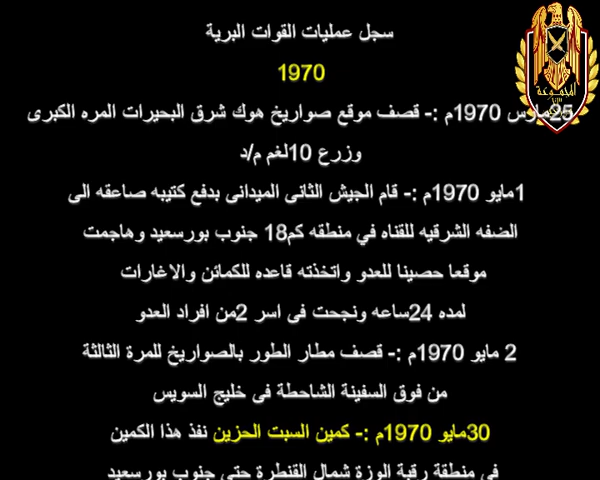 سجل عمليات القوات البرية
1970
25مارس 1970م :- قصف موقع صواريخ هوك شرق البحيرات المره الكبرى
وزرع 10لغم م/د
1مايو 1970م :- قام الجيش الثانى الميدانى بدفع كتيبه صاعقه الى
الضفه الشرقيه للقناه في منطقه كم18 جنوب بورسعيد وهاجمت
موقعا حصينا للعدو واتخذته قاعده للكمائن والاغارات
لمده 24ساعه ونجحت فى اسر 2من افراد العدو
2 مايو 1970م :- قصف مطار الطور بالصواريخ للمرة الثالثة
من فوق السفينة الشاحطة فى خليج السويس
30مايو 1970م :- كمين السبت الحزين نفذ هذا الكمين
فى منطقة رقبة الوزة شمال القنطرة حتى جنوب بورسعيد
المجموعة